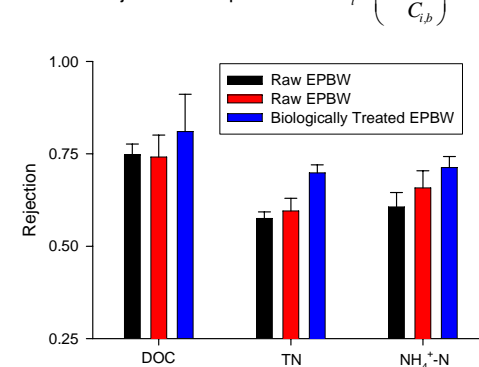 C_{i,b}
1.00
Raw EPBW
Raw EPBW
Biologically Treated EPBW
0.75
Rejection
0.50
0.25
DOC TN NH₄⁺-N